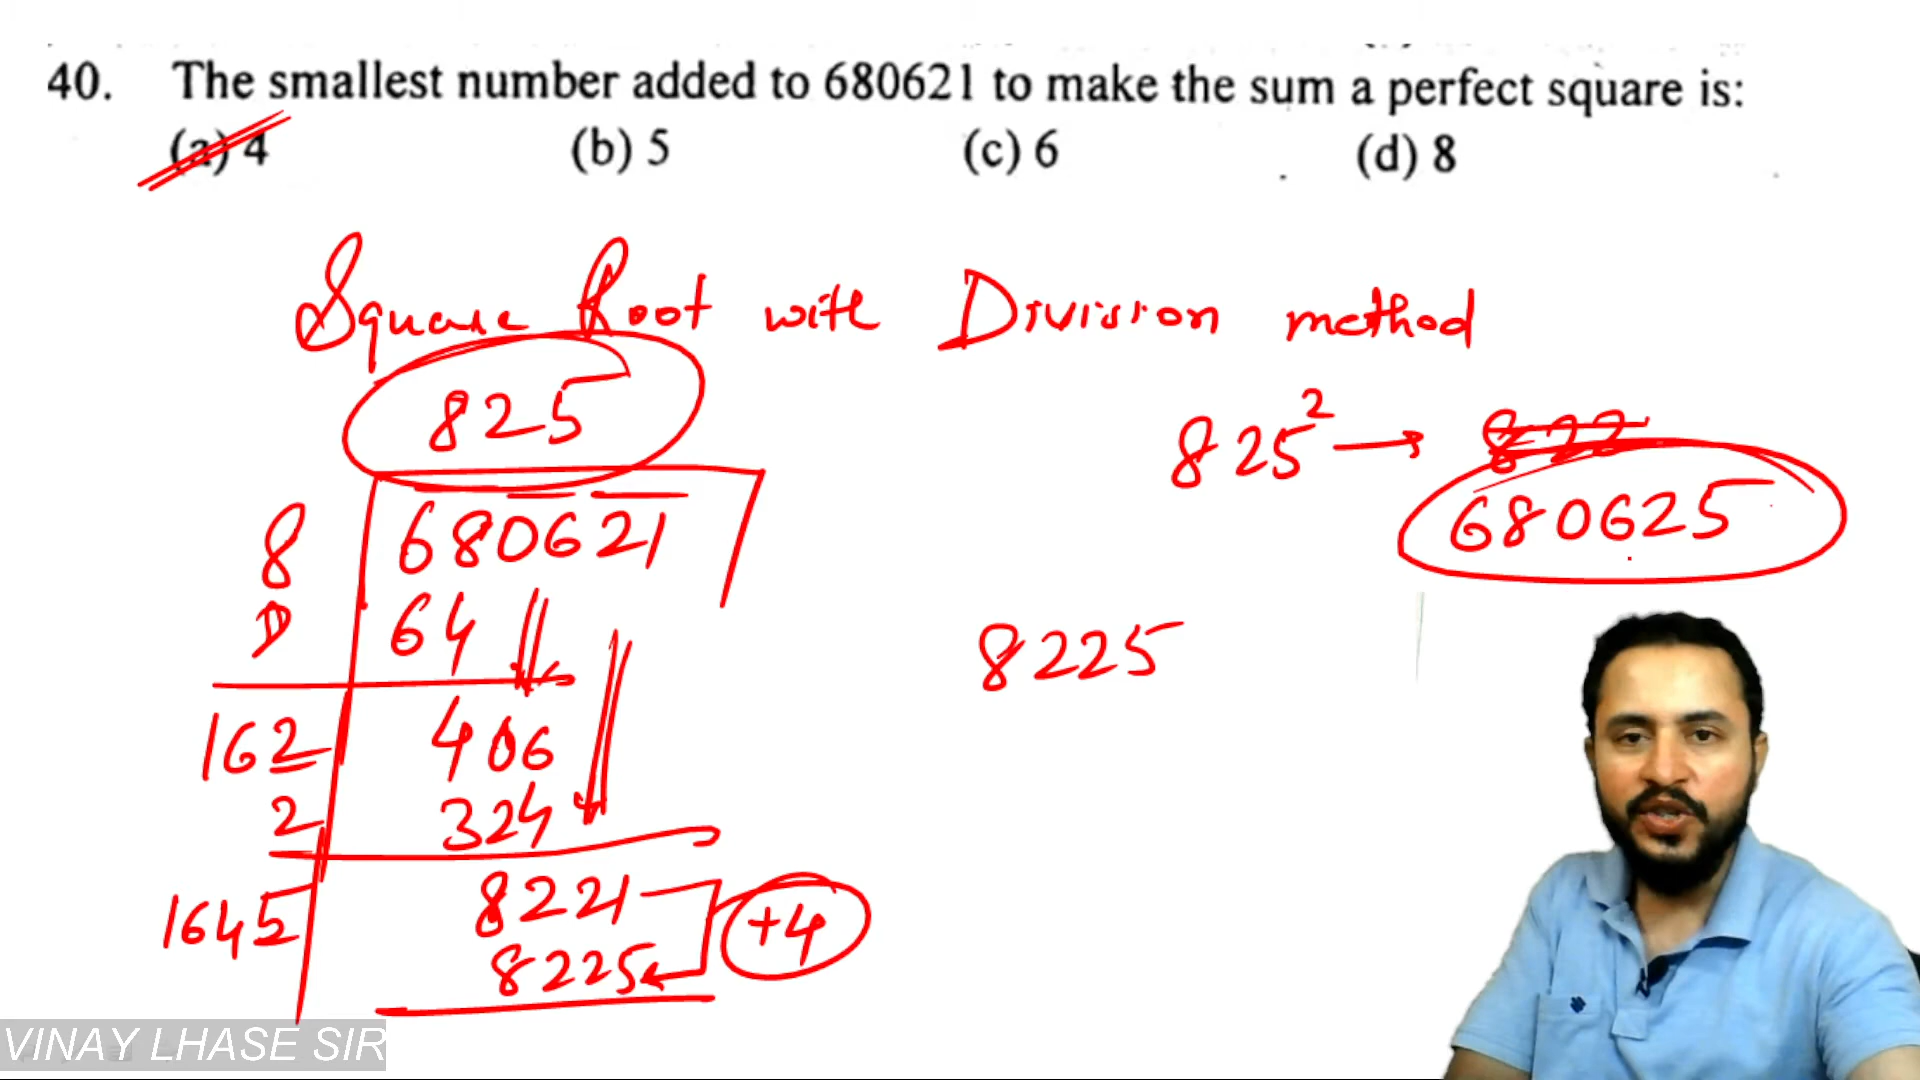 40. The smallest number added to 680621 to make the sum a perfect square is:
(a) 4 (b) 5 (c) 6 (d) 8
Square Root with Division method
825
825² → 822
680625
8 680621
64
8225
162 406
2 324
1645 8221
+4
8225
VINAY LHASE SIR